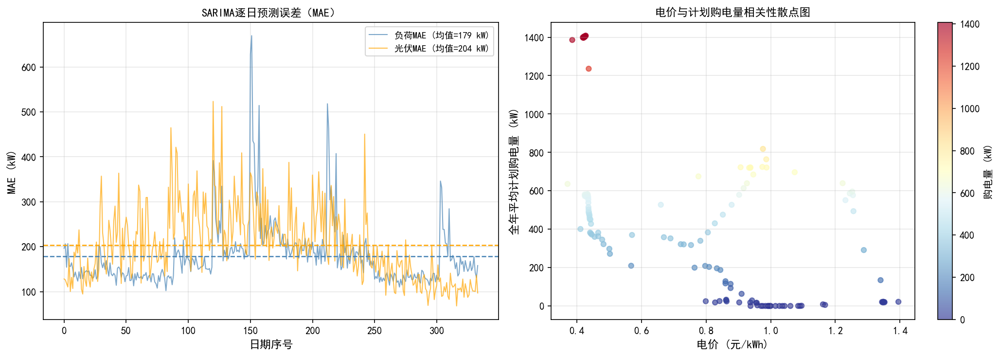 SARIMA逐日预测误差（MAE）
负荷MAE (均值=179 kW)
光伏MAE (均值=204 kW)
MAE (kW)
600
500
400
300
200
100
0 50 100 150 200 250 300
日期序号
电价与计划购电量相关性散点图
全年平均计划购电量 (kW)
1400
1200
1000
800
600
400
200
0
0.4 0.6 0.8 1.0 1.2 1.4
电价 (元/kWh)
1400
1200
1000
800
600
400
200
0
购电量 (kW)